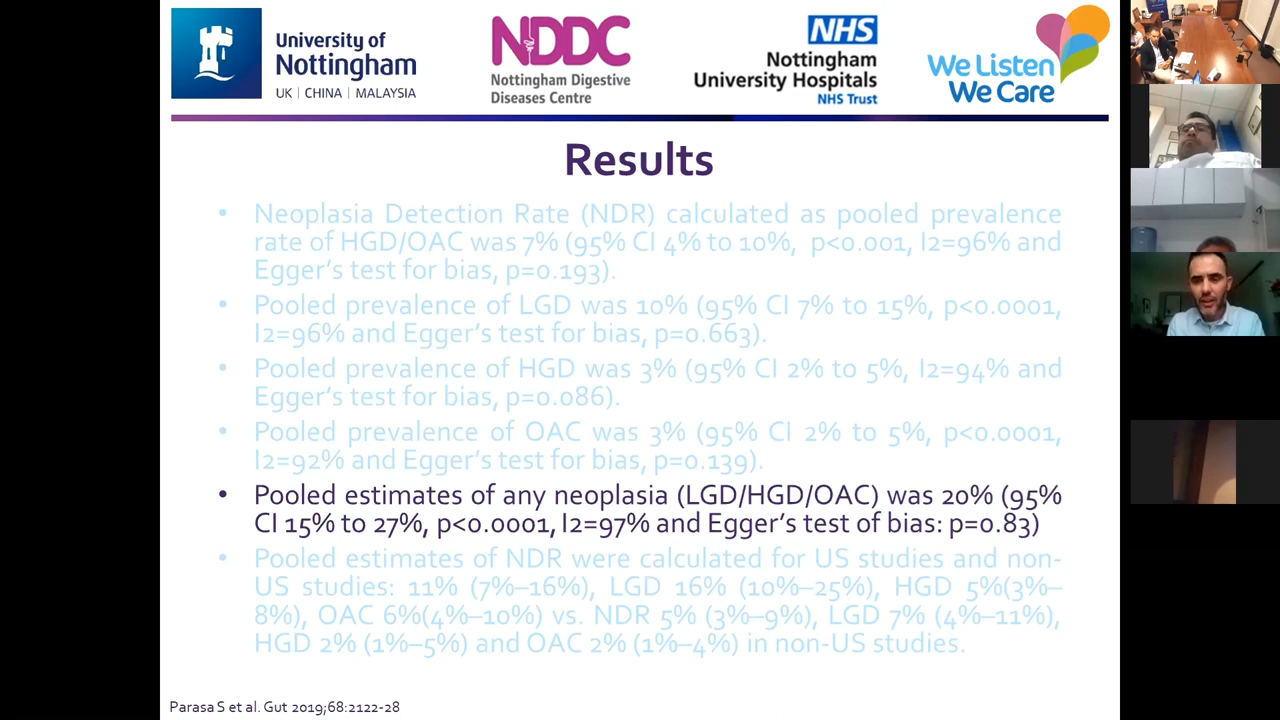 University of
Nottingham
UK | CHINA | MALAYSIA
NDDC
Nottingham Digestive
Diseases Centre
NHS
Nottingham
University Hospitals
NHS Trust
We Listen
We Care
Results
• Neoplasia Detection Rate (NDR) calculated as pooled prevalence
rate of HGD/OAC was 7% (95% CI 4% to 10%, p<0.001, I2=96% and
Egger's test for bias, p=0.193).
• Pooled prevalence of LGD was 10% (95% CI 7% to 15%, p<0.0001,
I2=96% and Egger's test for bias, p=0.663).
• Pooled prevalence of HGD was 3% (95% CI 2% to 5%, I2=94% and
Egger's test for bias, p=0.086).
• Pooled prevalence of OAC was 3% (95% CI 2% to 5%, p<0.0001,
I2=92% and Egger's test for bias, p=0.139).
• Pooled estimates of any neoplasia (LGD/HGD/OAC) was 20% (95%
CI 15% to 27%, p<0.0001, I2=97% and Egger's test of bias: p=0.83)
• Pooled estimates of NDR were calculated for US studies and non-
US studies: 11% (7%–16%), LGD 16% (10%–25%), HGD 5%(3%–
8%), OAC 6%(4%–10%) vs. NDR 5% (3%–9%), LGD 7% (4%–11%),
HGD 2% (1%–5%) and OAC 2% (1%–4%) in non-US studies.
Parasa S et al. Gut 2019;68:2122-28